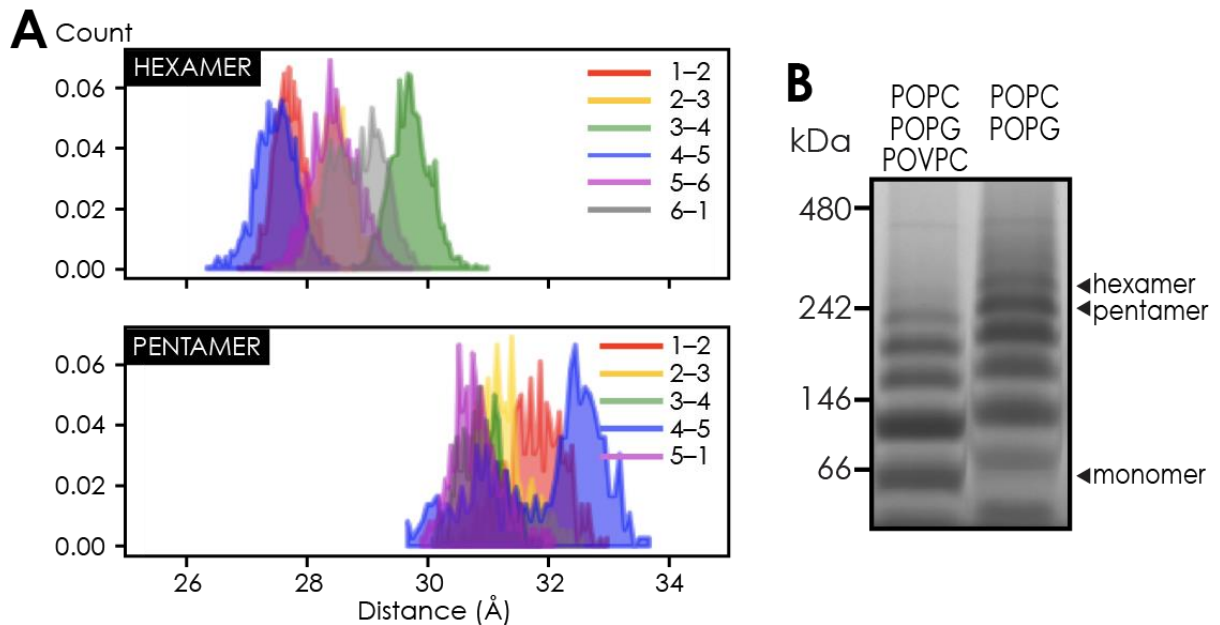 A Count
HEXAMER
0.06
0.04
0.02
0.00
1–2
2–3
3–4
4–5
5–6
6–1
PENTAMER
0.06
0.04
0.02
0.00
1–2
2–3
3–4
4–5
5–1
26 28 30 32 34
Distance (Å)
B
kDa
POPC
POPG
POVPC
POPC
POPG
480
242
146
66
hexamer
pentamer
monomer